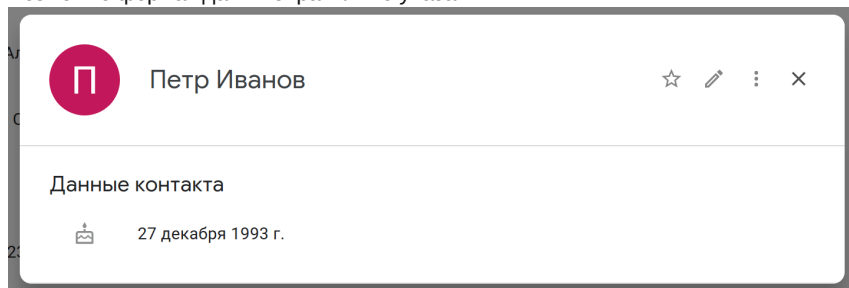 П
Петр Иванов
Данные контакта
27 декабря 1993 г.